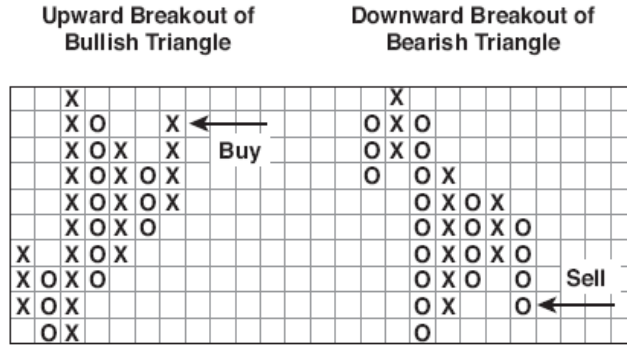 Upward Breakout of
Bullish Triangle
Downward Breakout of
Bearish Triangle
X X
X O X O X O
X O X X Buy O X O
X O X O X O O X
X O X O X O X O X
X O X O O X O X O
X X O X O X O X O
X O X O O X O O Sell
X O X O X O
O X O